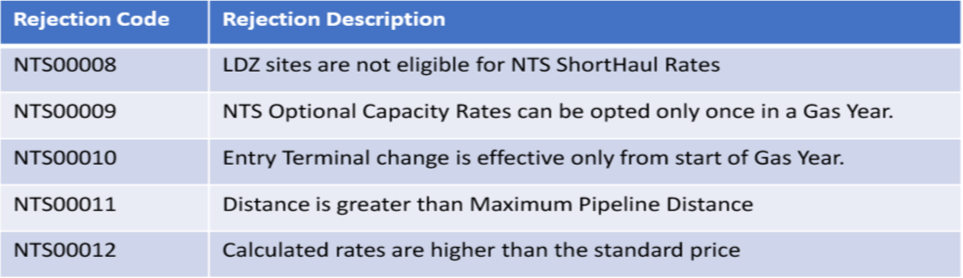 Rejection Code Rejection Description
NTS00008 LDZ sites are not eligible for NTS ShortHaul Rates
NTS00009 NTS Optional Capacity Rates can be opted only once in a Gas Year.
NTS00010 Entry Terminal change is effective only from start of Gas Year.
NTS00011 Distance is greater than Maximum Pipeline Distance
NTS00012 Calculated rates are higher than the standard price